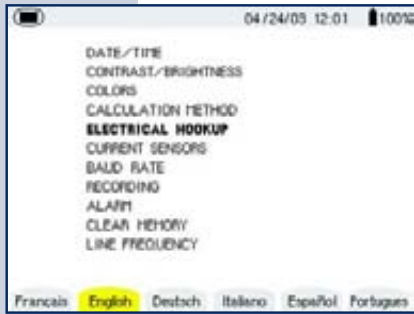 04/24/03 12:01 100%
DATE/TIME
CONTRAST/BRIGHTNESS
COLORS
CALCULATION METHOD
ELECTRICAL HOOKUP
CURRENT SENSORS
BAUD RATE
RECORDING
ALARM
CLEAR MEMORY
LINE FREQUENCY
Français English Deutsch Italiano Español Portugues